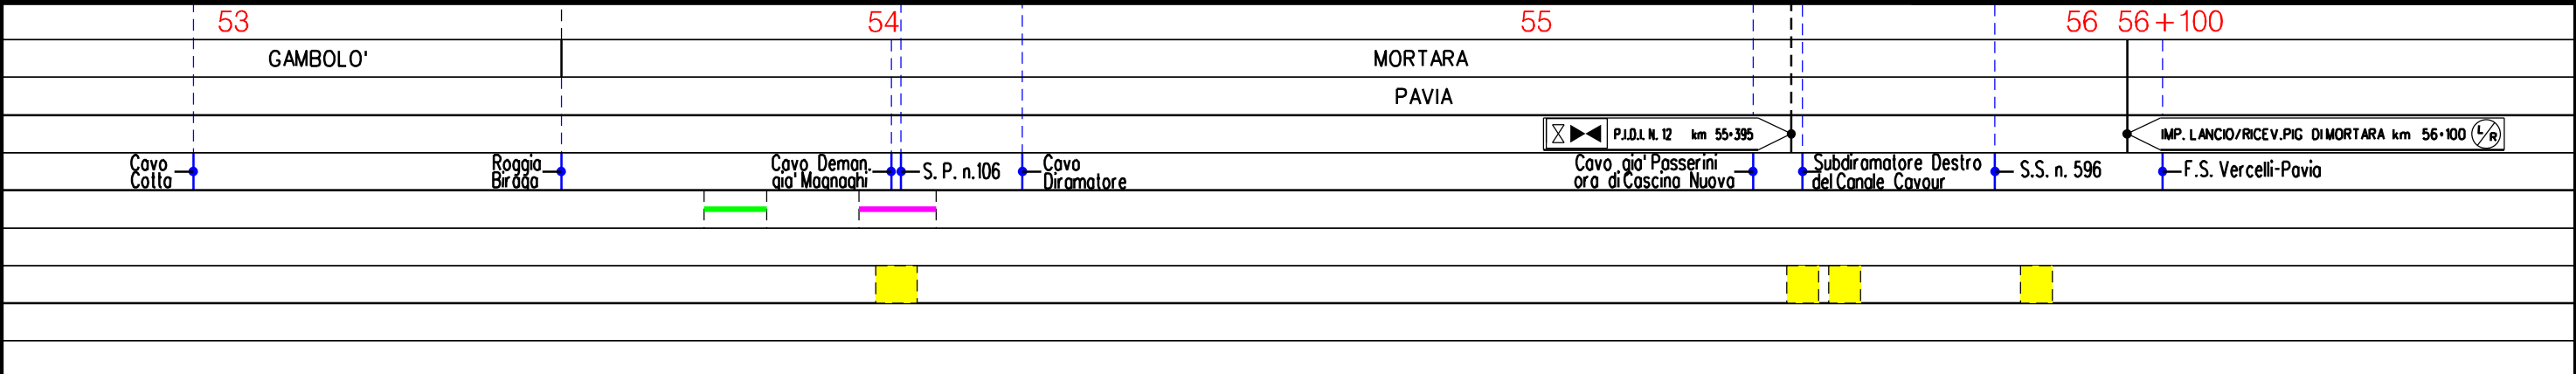 53 54 55 56 56+100
GAMBOLO' MORTARA
PAVIA
P.I.D.I. N. 12 km 55+395
IMP. LANCIO/RICEV.PIG DI MORTARA km 56+100 L/R
Cavo
Cotta
Roggia
Biraga
Cavo Deman.
gia' Magnaghi
S. P. n.106
Cavo
Diramatore
Cavo gia' Passerini
ora di Cascina Nuova
Subdiramatore Destro
del Canale Cavour
S.S. n. 596
F.S. Vercelli-Pavia